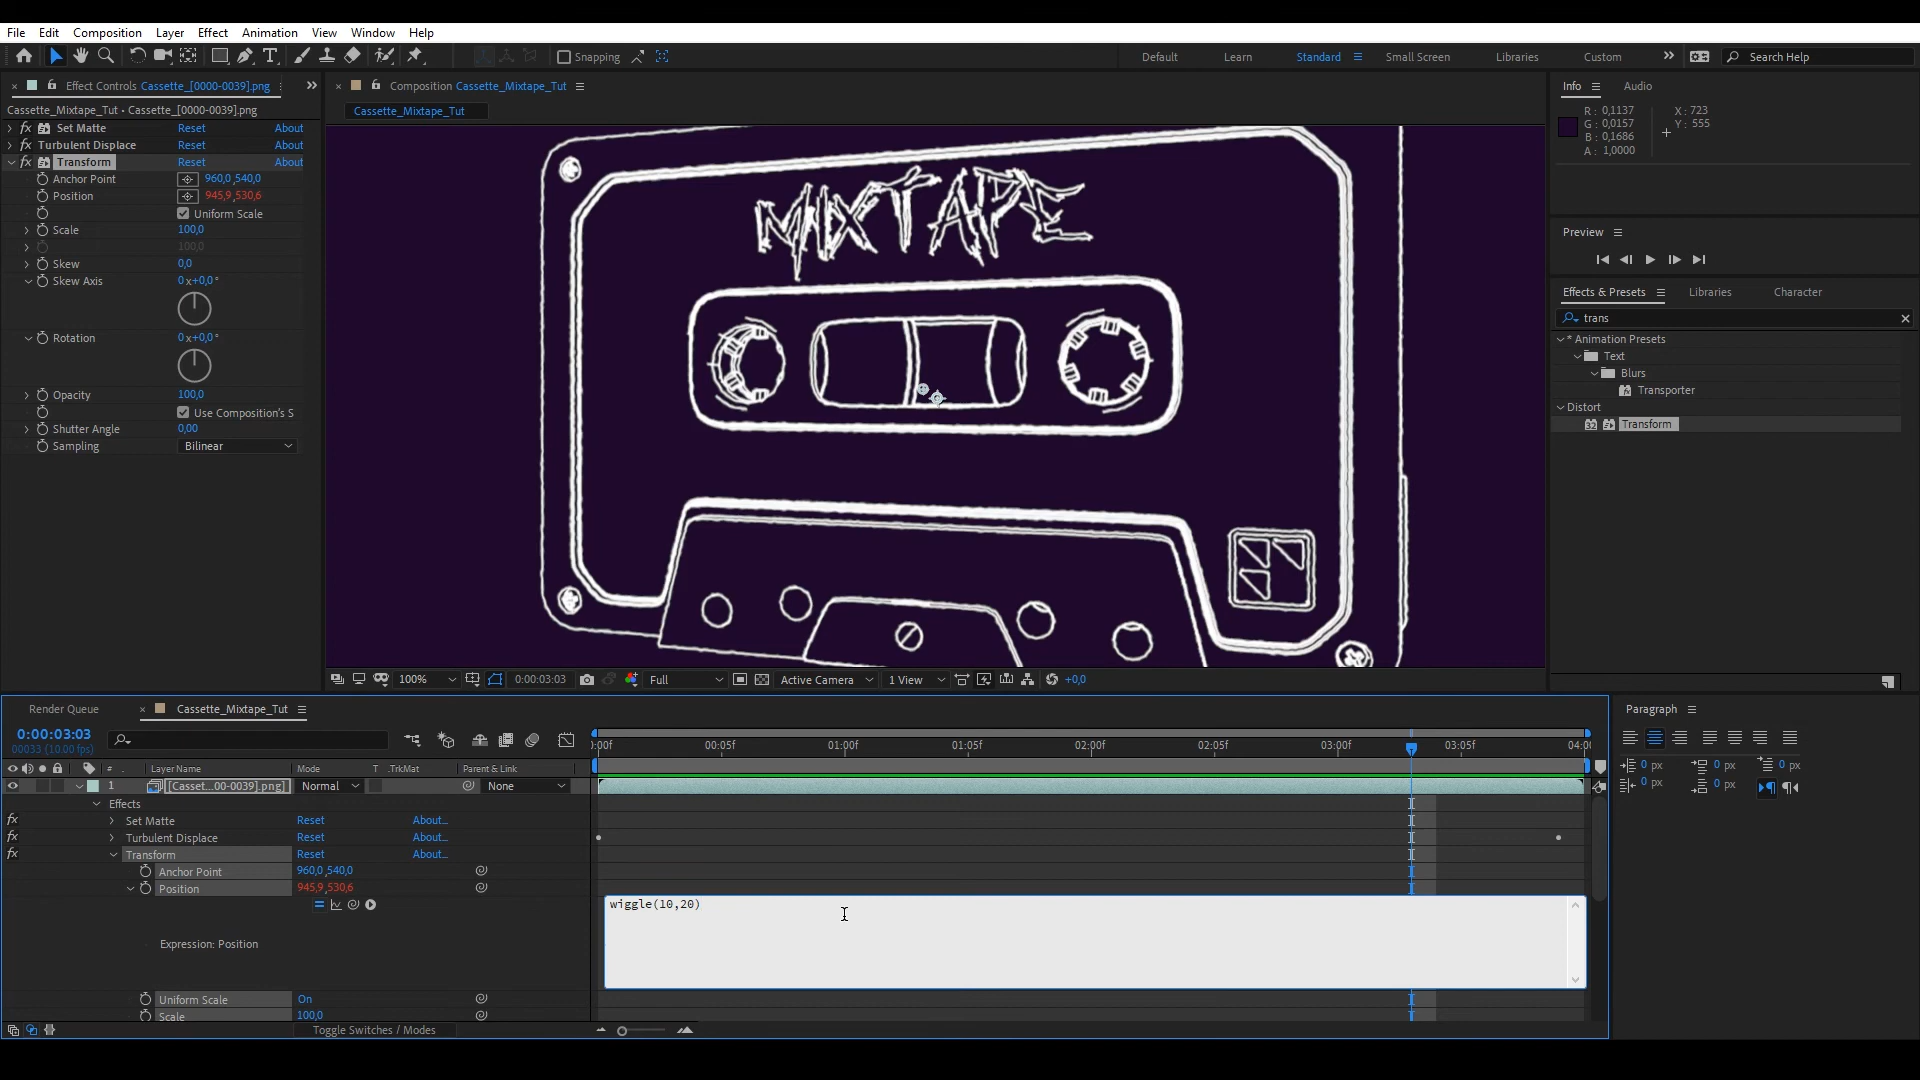 File Edit Composition Layer Effect Animation View Window Help
Snapping
Default Learn Standard Small Screen Libraries Custom
Search Help
Effect Controls Cassette_[0000-0039].png
Cassette_Mixtape_Tut • Cassette_[0000-0039].png
fx Set Matte Reset About
fx Turbulent Displace Reset About
fx Transform Reset About
Anchor Point 960,0,540,0
Position 945,9,530,6
Uniform Scale
Scale 100,0
100,0
Skew 0,0
Skew Axis 0x+0,0°
Rotation 0x+0,0°
Opacity 100,0
Use Composition's S
Shutter Angle 0,00
Sampling Bilinear
Composition Cassette_Mixtape_Tut
Cassette_Mixtape_Tut
MIXTAPE
100% 0:00:03:03 Full Active Camera 1 View +0,0
Info Audio
R: 0,1137
G: 0,0157
B: 0,1686
A: 1,0000
X: 723
Y: 555
Preview
Effects & Presets Libraries Character
trans
* Animation Presets
Text
Blurs
Transporter
Distort
32 Transform
Render Queue Cassette_Mixtape_Tut
0:00:03:03
00033 (10.00 fps)
:00f 00:05f 01:00f 01:05f 02:00f 02:05f 03:00f 03:05f 04:0
# Layer Name Mode T .TrkMat Parent & Link
1 [Casset...00-0039].png] Normal None
Effects
fx Set Matte Reset About...
fx Turbulent Displace Reset About...
fx Transform Reset About...
Anchor Point 960,0,540,0
Position 945,9,530,6
wiggle(10,20)
Expression: Position
Uniform Scale On
Scale 100,0
Toggle Switches / Modes
Paragraph
0 px 0 px 0 px
0 px 0 px